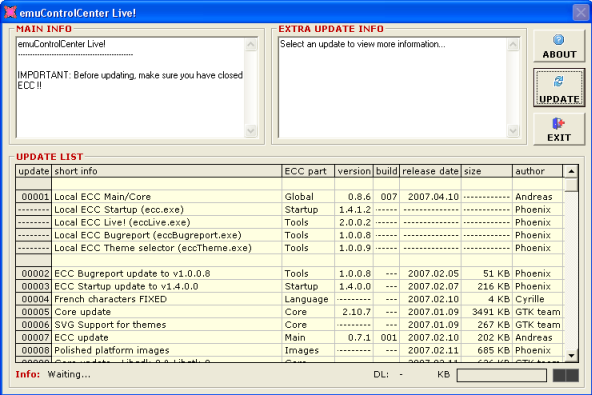 emuControlCenter Live!
MAIN INFO
emuControlCenter Live!
------------------------------------------------
IMPORTANT: Before updating, make sure you have closed
ECC !!
EXTRA UPDATE INFO
Select an update to view more information...
ABOUT
UPDATE
EXIT
UPDATE LIST
update short info ECC part version build release date size author
00001 Local ECC Main/Core Global 0.8.6 007 2007.04.10 ------------ Andreas
-------- Local ECC Startup (ecc.exe) Startup 1.4.1.2 ------ ---------------- ------------ Phoenix
-------- Local ECC Live! (eccLive.exe) Tools 2.0.0.2 ------ ---------------- ------------ Phoenix
-------- Local ECC Bugreport (eccBugreport.exe) Tools 1.0.0.8 ------ ---------------- ------------ Phoenix
-------- Local ECC Theme selector (eccTheme.exe) Tools 1.0.0.9 ------ ---------------- ------------ Phoenix
00002 ECC Bugreport update to v1.0.0.8 Tools 1.0.0.8 --- 2007.02.05 51 KB Phoenix
00003 ECC Startup update to v1.4.0.0 Startup 1.4.0.0 --- 2007.02.07 216 KB Phoenix
00004 French characters FIXED Language --------- --- 2007.02.10 4 KB Cyrille
00005 Core update Core 2.10.7 --- 2007.01.09 3491 KB GTK team
00006 SVG Support for themes Core --------- --- 2007.01.09 267 KB GTK team
00007 ECC update Main 0.7.1 001 2007.02.10 202 KB Andreas
00008 Polished platform images Images --------- --- 2007.02.11 685 KB Phoenix
Info: Waiting... DL: - KB